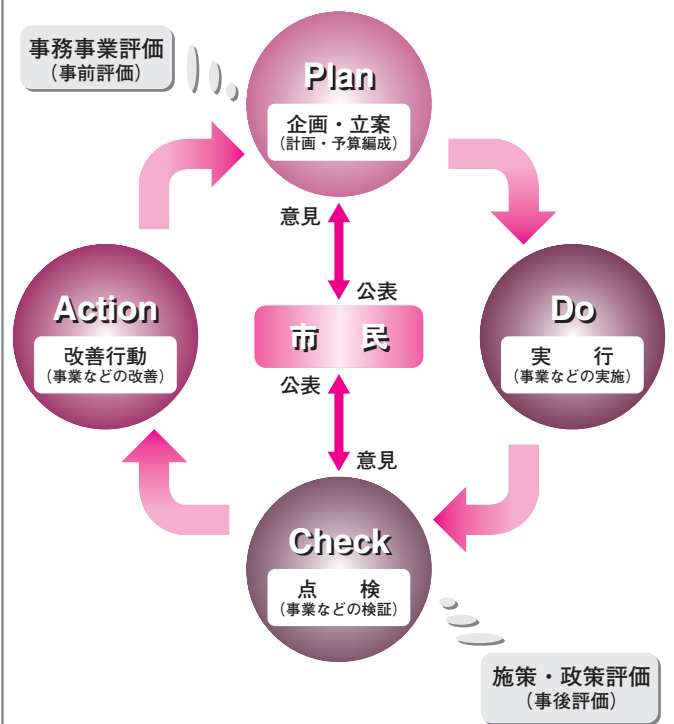 事務事業評価
（事前評価）
Plan
企画・立案
（計画・予算編成）
意見
公表
市　民
公表
意見
Action
改善行動
（事業などの改善）
Do
実　行
（事業などの実施）
Check
点　検
（事業などの検証）
施策・政策評価
（事後評価）